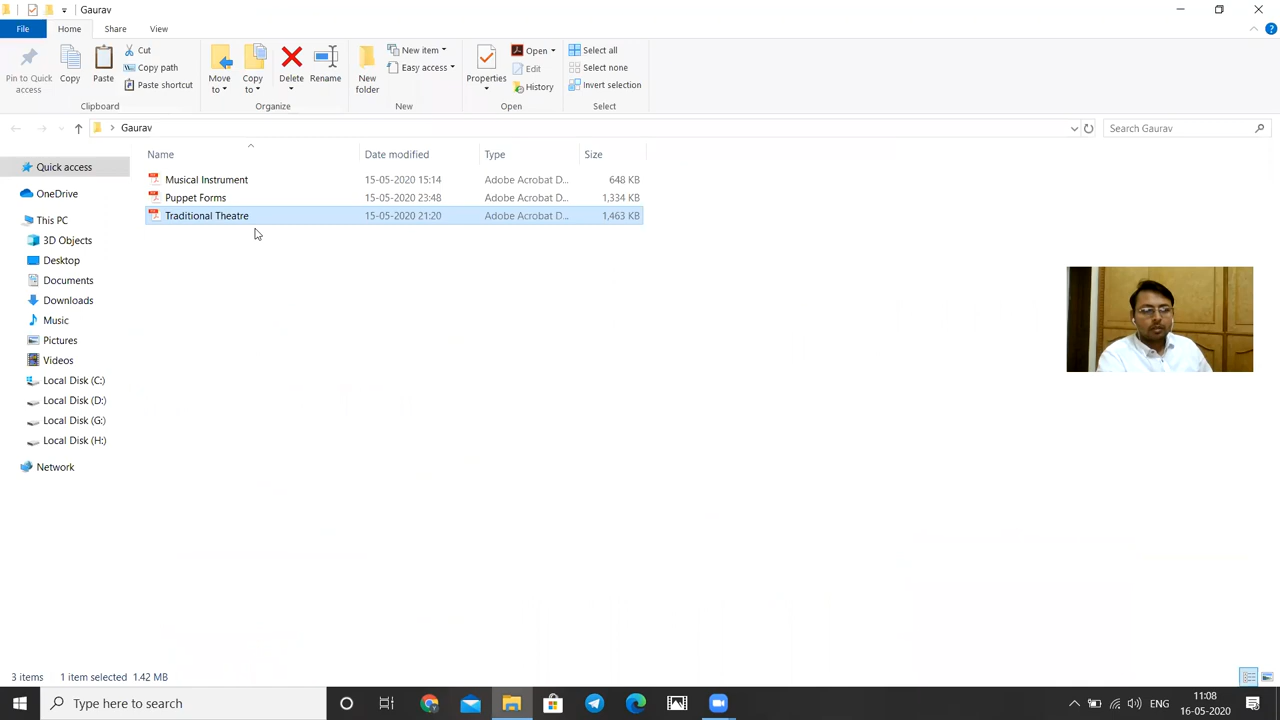 Gaurav
File Home Share View
Pin to Quick access
Copy
Paste
Cut
Copy path
Paste shortcut
Clipboard
Move to
Copy to
Delete
Rename
Organize
New folder
New item
Easy access
New
Properties
Open
Edit
History
Open
Select all
Select none
Invert selection
Select
Gaurav
Search Gaurav
Name Date modified Type Size
Musical Instrument 15-05-2020 15:14 Adobe Acrobat D... 648 KB
Puppet Forms 15-05-2020 23:48 Adobe Acrobat D... 1,334 KB
Traditional Theatre 15-05-2020 21:20 Adobe Acrobat D... 1,463 KB
Quick access
OneDrive
This PC
3D Objects
Desktop
Documents
Downloads
Music
Pictures
Videos
Local Disk (C:)
Local Disk (D:)
Local Disk (G:)
Local Disk (H:)
Network
3 items 1 item selected 1.42 MB
Type here to search
ENG
11:08
16-05-2020